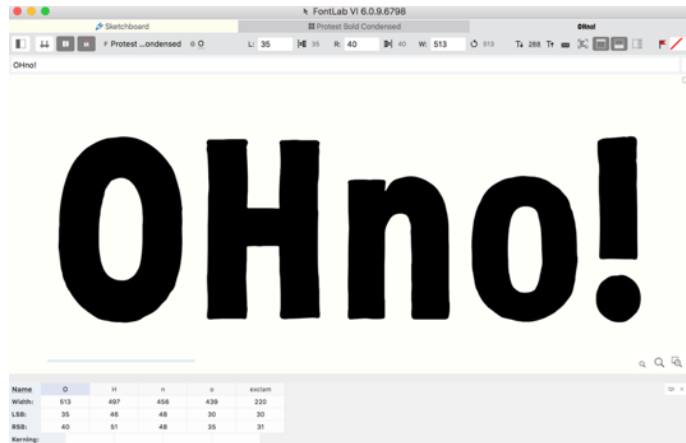 FontLab VI 6.0.9.6798
Sketchboard Protest Bold Condensed OHno!
F Protest ...ondensed O L: 35 35 R: 40 40 W: 513 513 288
OHno!
OHno!
Name O H n o exclam
Width: 513 497 456 439 220
LSB: 35 46 48 30 30
RSB: 40 51 48 35 31
Kerning: